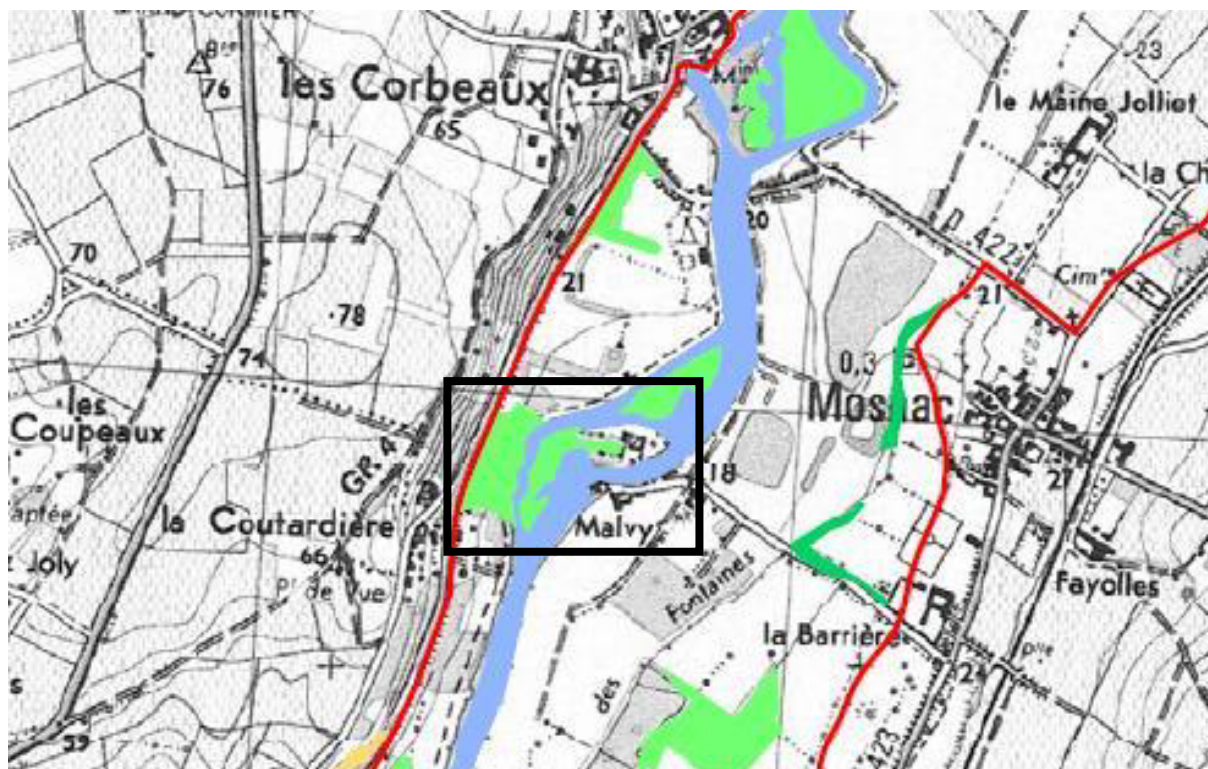 76
les Corbeaux
65
23
le Maine Jolliet
la Ch
20
70
21
D 422
Cim
21
78
74
0,3
les
Coupeaux
Mosnac
GR. 4
18
27
la Coutardière
Malvy
Joly
66
de Vue
Fontaines
Fayolles
la Barrière
des
24
59
423